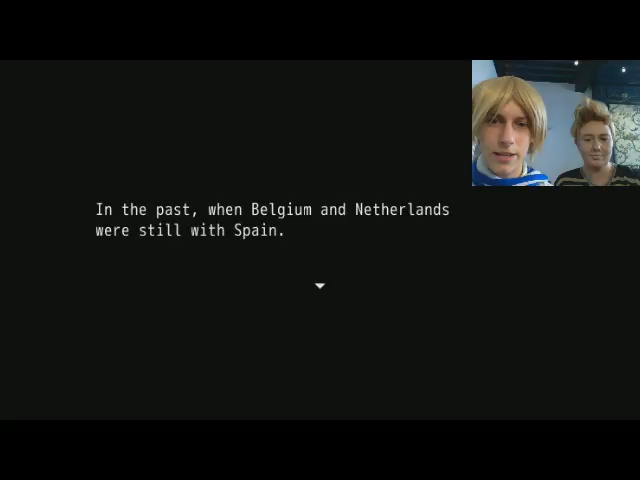 In the past, when Belgium and Netherlands
were still with Spain.